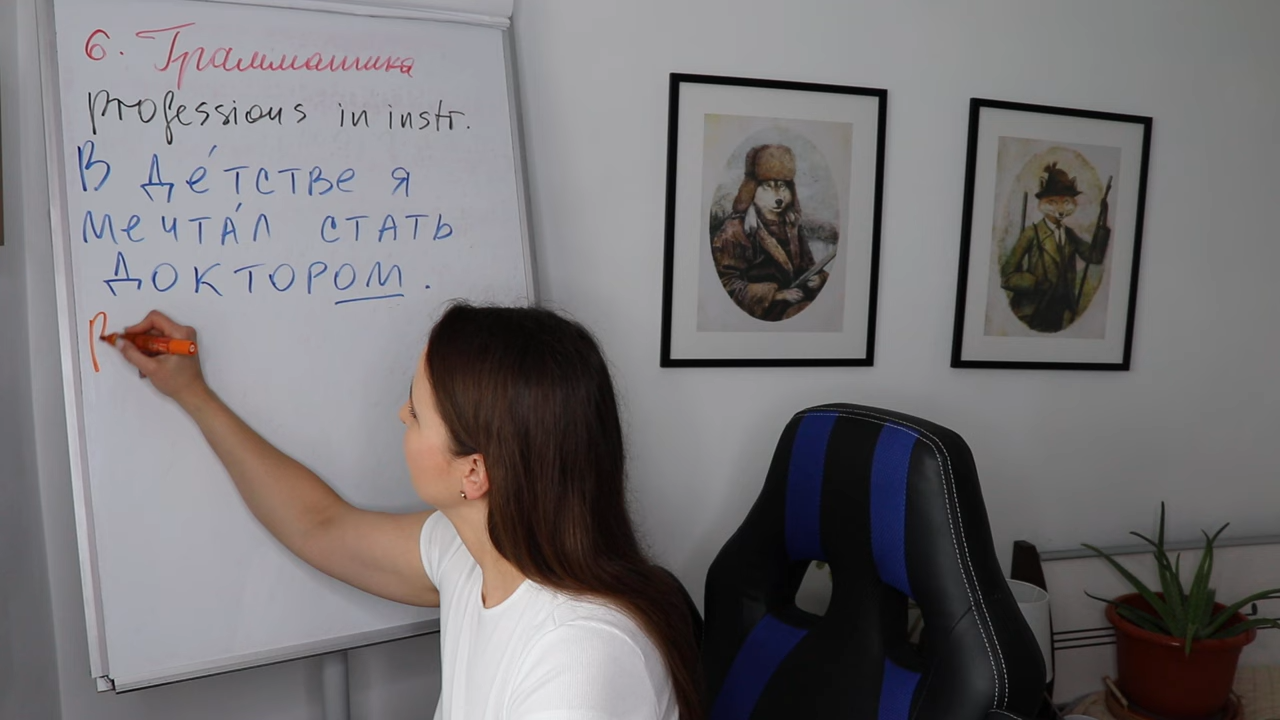 6. Грамматика
professions in instr.
В де́тстве я
мечта́л стать
доктором.